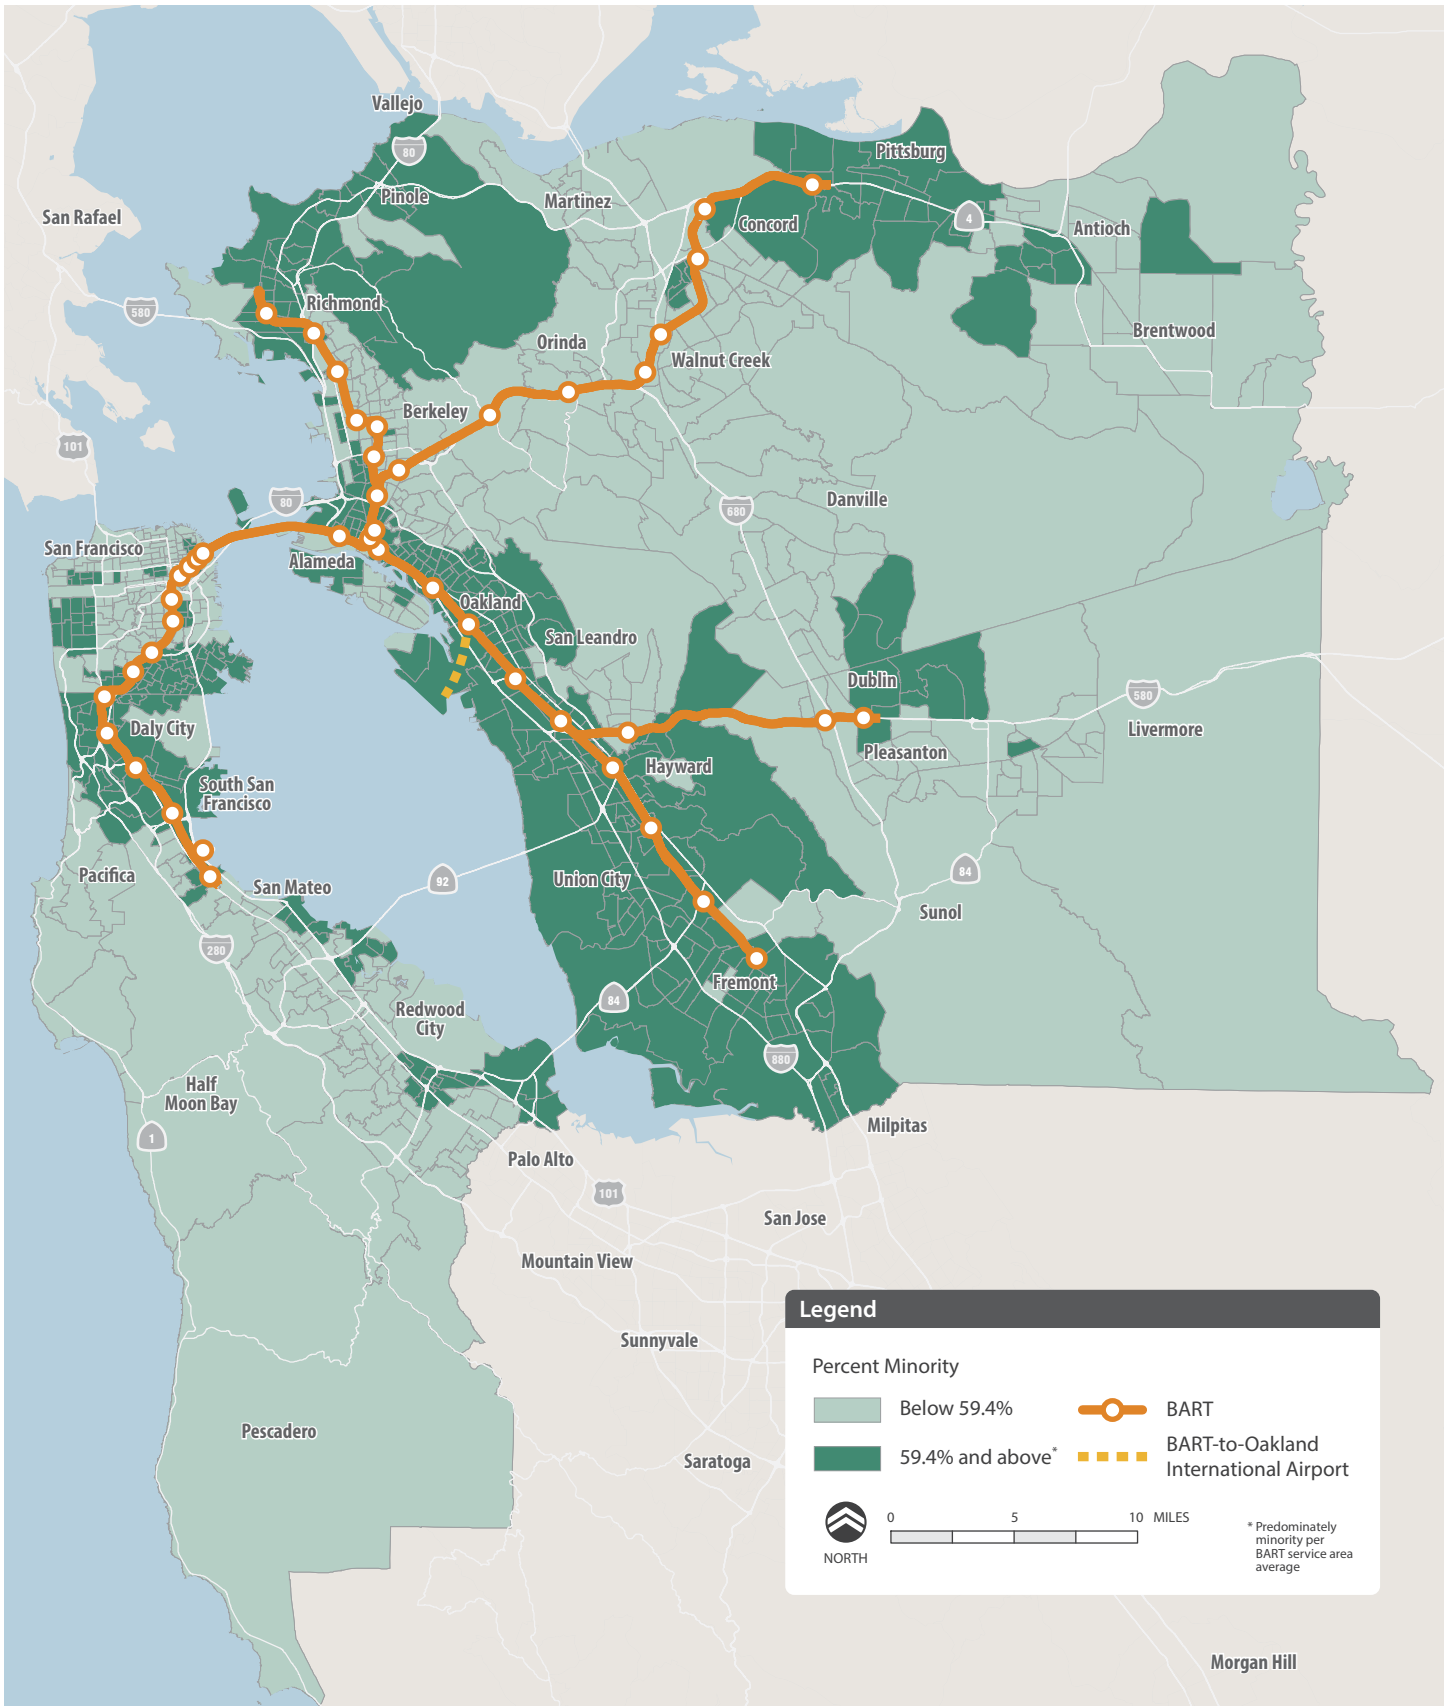 Vallejo
80
Pittsburg
Pinole
Martinez
San Rafael
4
Concord
Antioch
580
Richmond
Brentwood
Orinda
Walnut Creek
Berkeley
101
80
Danville
680
San Francisco
Alameda
Oakland
San Leandro
Dublin
580
Daly City
Livermore
Pleasanton
Hayward
South San
Francisco
Pacifica
San Mateo
92
Union City
84
Sunol
280
Fremont
84
Redwood
City
880
Half
Moon Bay
Milpitas
1
Palo Alto
101
San Jose
Mountain View
Legend
Sunnyvale
Percent Minority
Below 59.4%
BART
59.4% and above*
BART-to-Oakland
International Airport
Pescadero
Saratoga
0 5 10 MILES
NORTH
* Predominately
minority per
BART service area
average
Morgan Hill